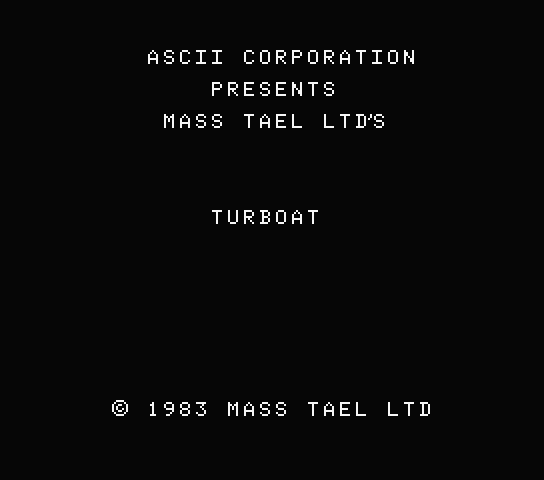 ASCII CORPORATION
PRESENTS
MASS TAEL LTD'S
TURBOAT
© 1983 MASS TAEL LTD